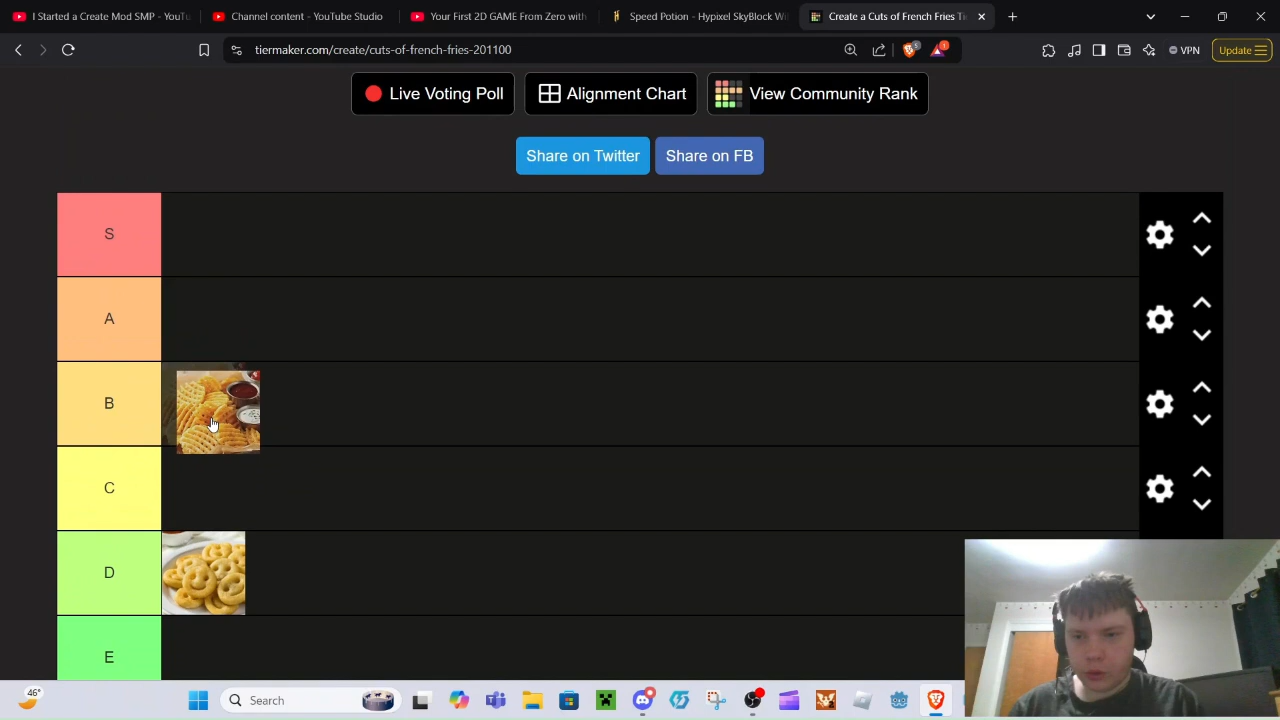 I Started a Create Mod SMP - YouTu
Channel content - YouTube Studio
Your First 2D GAME From Zero with
Speed Potion - Hypixel SkyBlock Wi
Create a Cuts of French Fries Tie
tiermaker.com/create/cuts-of-french-fries-201100
VPN
Update
Live Voting Poll
Alignment Chart
View Community Rank
Share on Twitter
Share on FB
S
A
B
C
D
E
46°
Search